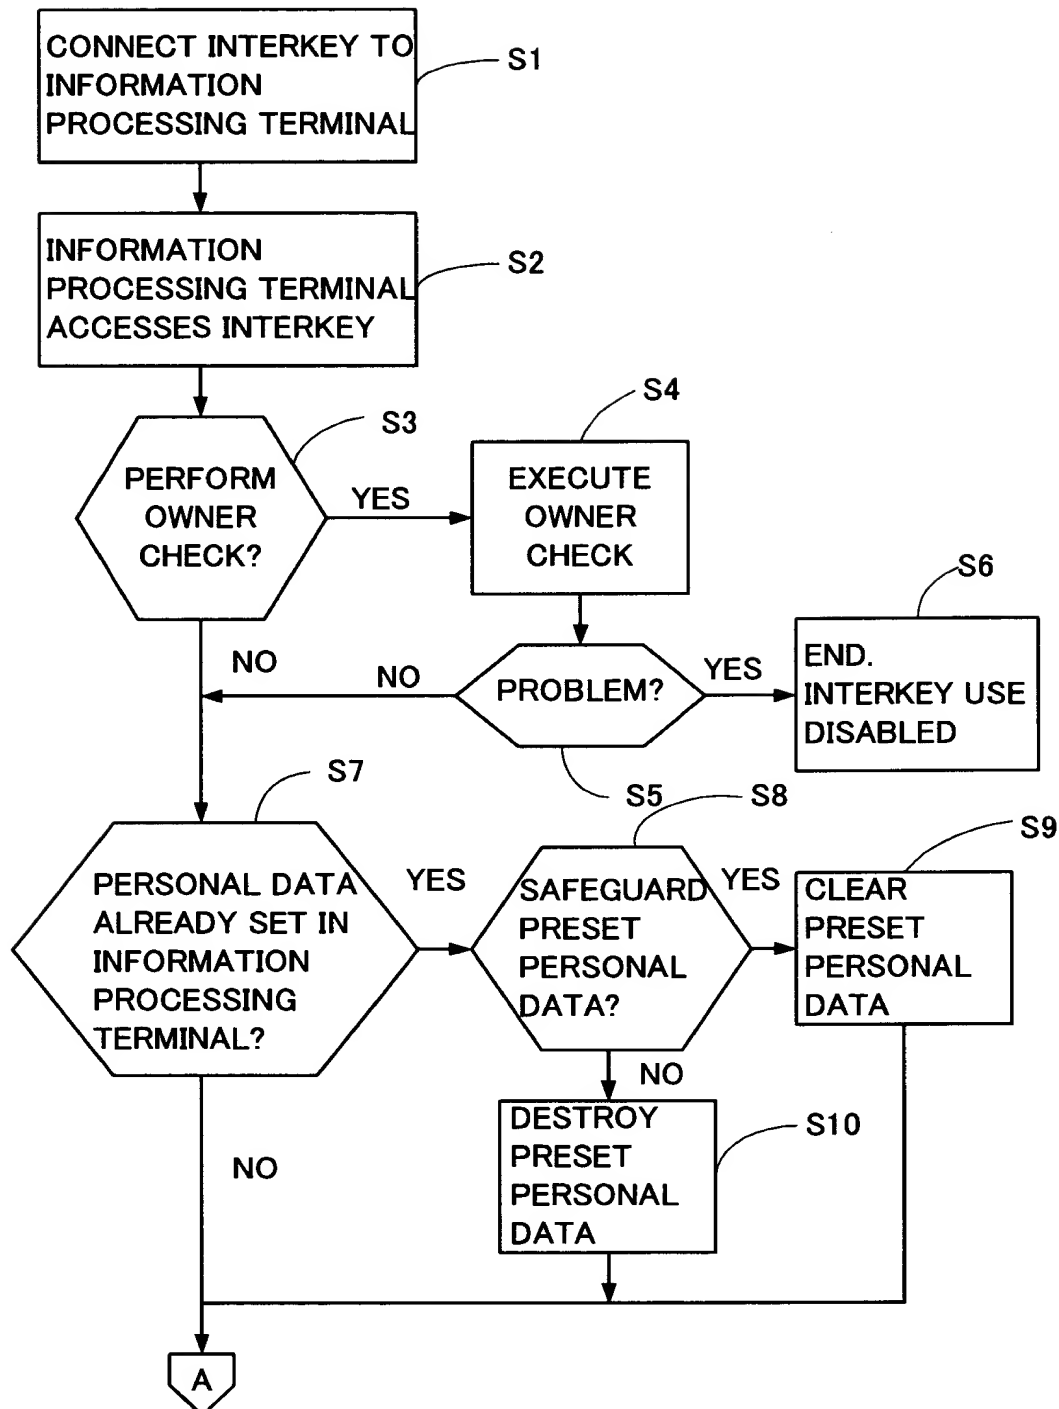 CONNECT INTERKEY TO
INFORMATION
PROCESSING TERMINAL
S1
INFORMATION
PROCESSING TERMINAL
ACCESSES INTERKEY
S2
PERFORM
OWNER
CHECK?
S3
YES
EXECUTE
OWNER
CHECK
S4
NO
NO
PROBLEM?
YES
S5
END.
INTERKEY USE
DISABLED
S6
PERSONAL DATA
ALREADY SET IN
INFORMATION
PROCESSING
TERMINAL?
S7
YES
SAFEGUARD
PRESET
PERSONAL
DATA?
S8
YES
CLEAR
PRESET
PERSONAL
DATA
S9
NO
NO
DESTROY
PRESET
PERSONAL
DATA
S10
A